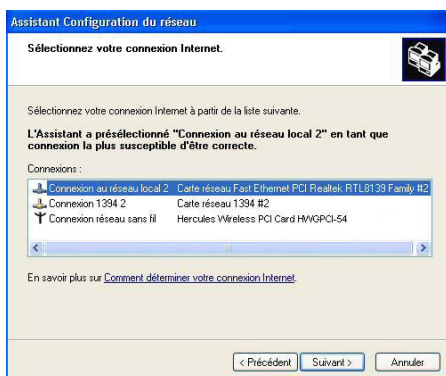 Assistant Configuration du réseau
Sélectionnez votre connexion Internet.
Sélectionnez votre connexion Internet à partir de la liste suivante.
L'Assistant a présélectionné "Connexion au réseau local 2" en tant que
connexion la plus susceptible d'être correcte.
Connexions :
Connexion au réseau local 2 Carte réseau Fast Ethernet PCI Realtek RTL8139 Family #2
Connexion 1394 2 Carte réseau 1394 #2
Connexion réseau sans fil Hercules Wireless PCI Card HWGPCI-54
En savoir plus sur Comment déterminer votre connexion Internet.
< Précédent Suivant > Annuler